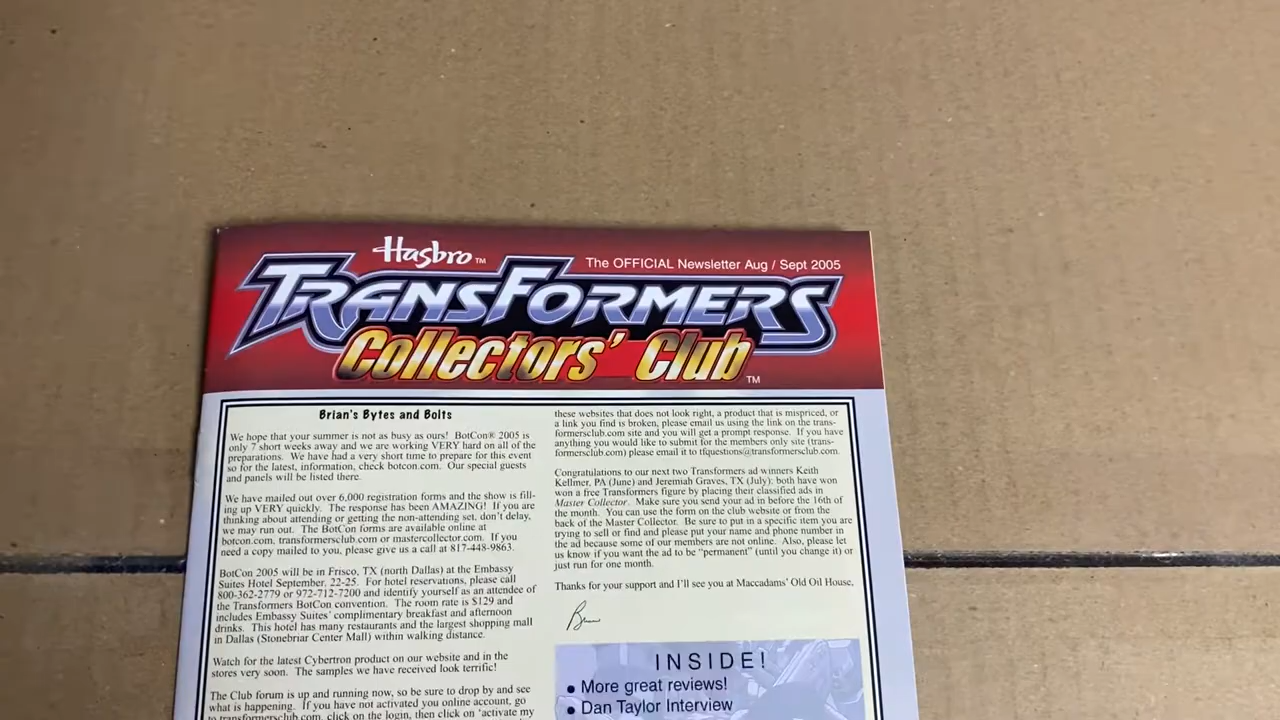 Hasbro™
The OFFICIAL Newsletter Aug / Sept 2005
TRANSFORMERS
Collectors' Club™
Brian's Bytes and Bolts
We hope that your summer is not as busy as ours! BotCon® 2005 is
only 7 short weeks away and we are working VERY hard on all of the
preparations. We have had a very short time to prepare for this event
so for the latest, information, check botcon.com. Our special guests
and panels will be listed there.
We have mailed out over 6,000 registration forms and the show is fill-
ing up VERY quickly. The response has been AMAZING! If you are
thinking about attending or getting the non-attending set, don't delay,
we may run out. The BotCon forms are available online at
botcon.com, transformersclub.com or mastercollector.com. If you
need a copy mailed to you, please give us a call at 817-448-9863.
BotCon 2005 will be in Frisco, TX (north Dallas) at the Embassy
Suites Hotel September, 22-25. For hotel reservations, please call
800-362-2779 or 972-712-7200 and identify yourself as an attendee of
the Transformers BotCon convention. The room rate is $129 and
includes Embassy Suites' complimentary breakfast and afternoon
drinks. This hotel has many restaurants and the largest shopping mall
in Dallas (Stonebriar Center Mall) within walking distance.
Watch for the latest Cybertron product on our website and in the
stores very soon. The samples we have received look terrific!
The Club forum is up and running now, so be sure to drop by and see
what is happening. If you have not activated you online account, go
to transformersclub.com, click on the login, then click on 'activate my
these websites that does not look right, a product that is mispriced, or
a link you find is broken, please email us using the link on the trans-
formersclub.com site and you will get a prompt response. If you have
anything you would like to submit for the members only site (trans-
formersclub.com) please email it to tfquestions@transformersclub.com.
Congratulations to our next two Transformers ad winners Keith
Kellmer, PA (June) and Jeremiah Graves, TX (July); both have won
won a free Transformers figure by placing their classified ads in
Master Collector. Make sure you send your ad in before the 16th of
the month. You can use the form on the club website or from the
back of the Master Collector. Be sure to put in a specific item you are
trying to sell or find and please put your name and phone number in
the ad because some of our members are not online. Also, please let
us know if you want the ad to be "permanent" (until you change it) or
just run for one month.
Thanks for your support and I'll see you at Maccadams' Old Oil House,
Brian
INSIDE!
• More great reviews!
• Dan Taylor Interview